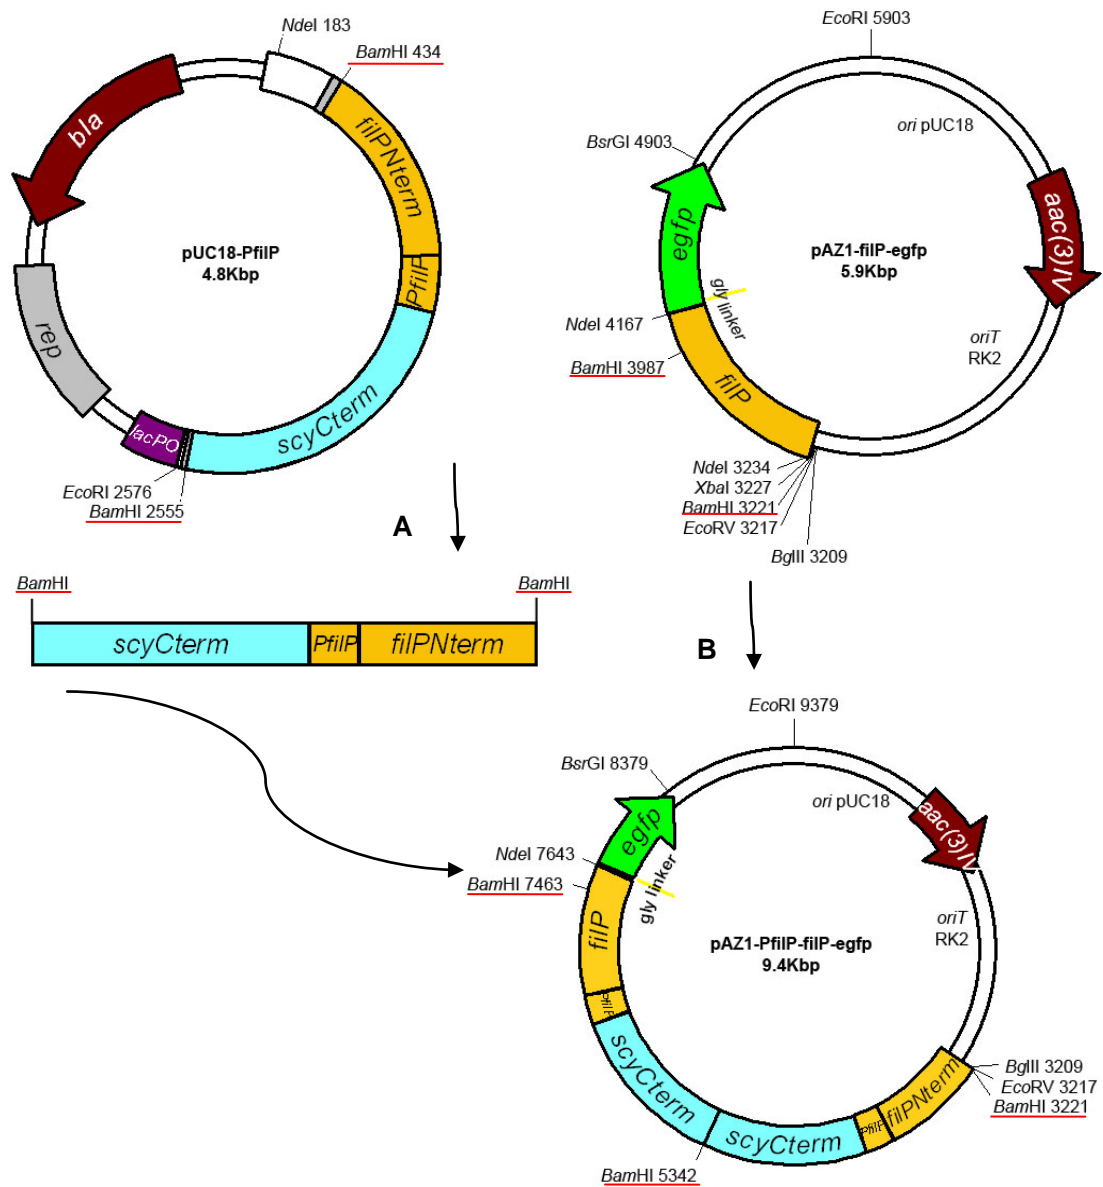 NdeI 183
BamHI 434
bla
filPNterm
pUC18-PfilP
4.8Kbp
PfilP
rep
lacPO
scyCterm
EcoRI 2576
BamHI 2555
EcoRI 5903
ori pUC18
BsrGI 4903
egfp
aac(3)IV
pAZ1-filP-egfp
5.9Kbp
gly linker
NdeI 4167
BamHI 3987
oriT
RK2
filP
NdeI 3234
XbaI 3227
BamHI 3221
EcoRV 3217
BglII 3209
A
BamHI
BamHI
scyCterm
PfilP
filPNterm
B
EcoRI 9379
BsrGI 8379
ori pUC18
egfp
aac(3)IV
NdeI 7643
BamHI 7463
gly linker
filP
oriT
RK2
pAZ1-PfilP-filP-egfp
9.4Kbp
PfilP
scyCterm
scyCterm
PfilP
filPNterm
BglII 3209
EcoRV 3217
BamHI 3221
BamHI 5342